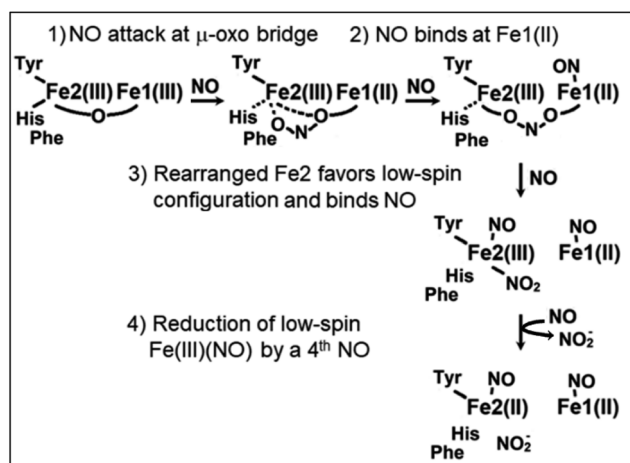 1) NO attack at μ-oxo bridge
2) NO binds at Fe1(II)
Tyr
Fe2(III) Fe1(III)
O
His
Phe
NO
Tyr
Fe2(III) Fe1(II)
His
Phe
O N O
NO
Tyr
ON
Fe2(III) Fe1(II)
His
Phe
O N O
3) Rearranged Fe2 favors low-spin
configuration and binds NO
NO
Tyr
NO NO
Fe2(III) Fe1(II)
His
Phe
NO₂
4) Reduction of low-spin
Fe(III)(NO) by a 4th NO
NO
NO₂⁻
Tyr
NO NO
Fe2(II) Fe1(II)
His
Phe
NO₂⁻